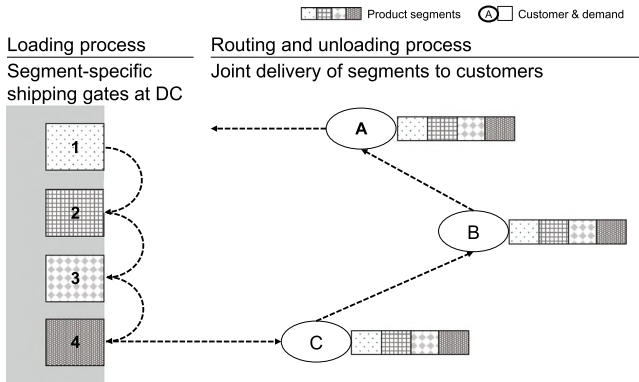 Product segments
A
Customer & demand
Loading process
Routing and unloading process
Segment-specific
shipping gates at DC
Joint delivery of segments to customers
1
2
3
4
A
B
C